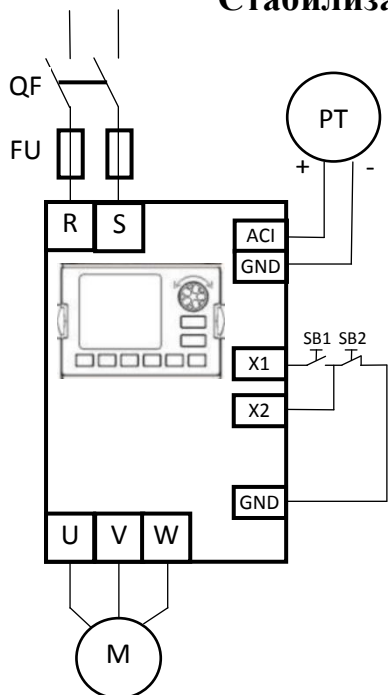 Стабилиза
QF
FU
PT
+ -
R S
ACI
GND
SB1 SB2
X1
X2
GND
U V W
M